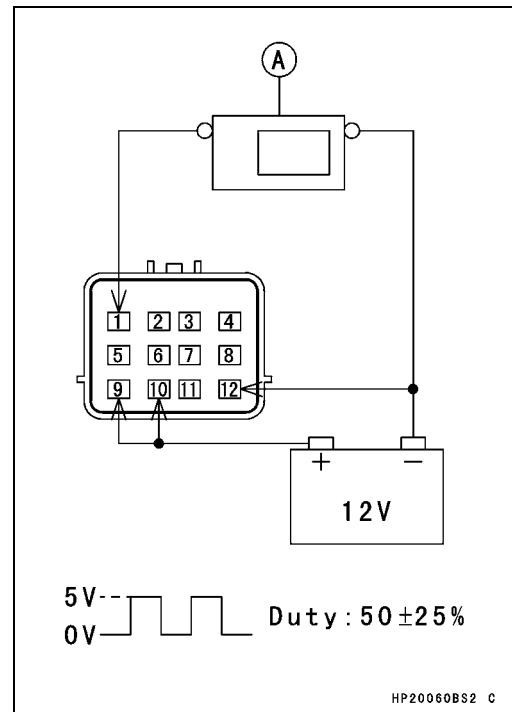 A
1 2 3 4
5 6 7 8
9 10 11 12
+ −
12V
5V
0V
Duty:50±25%
HP20060BS2 C